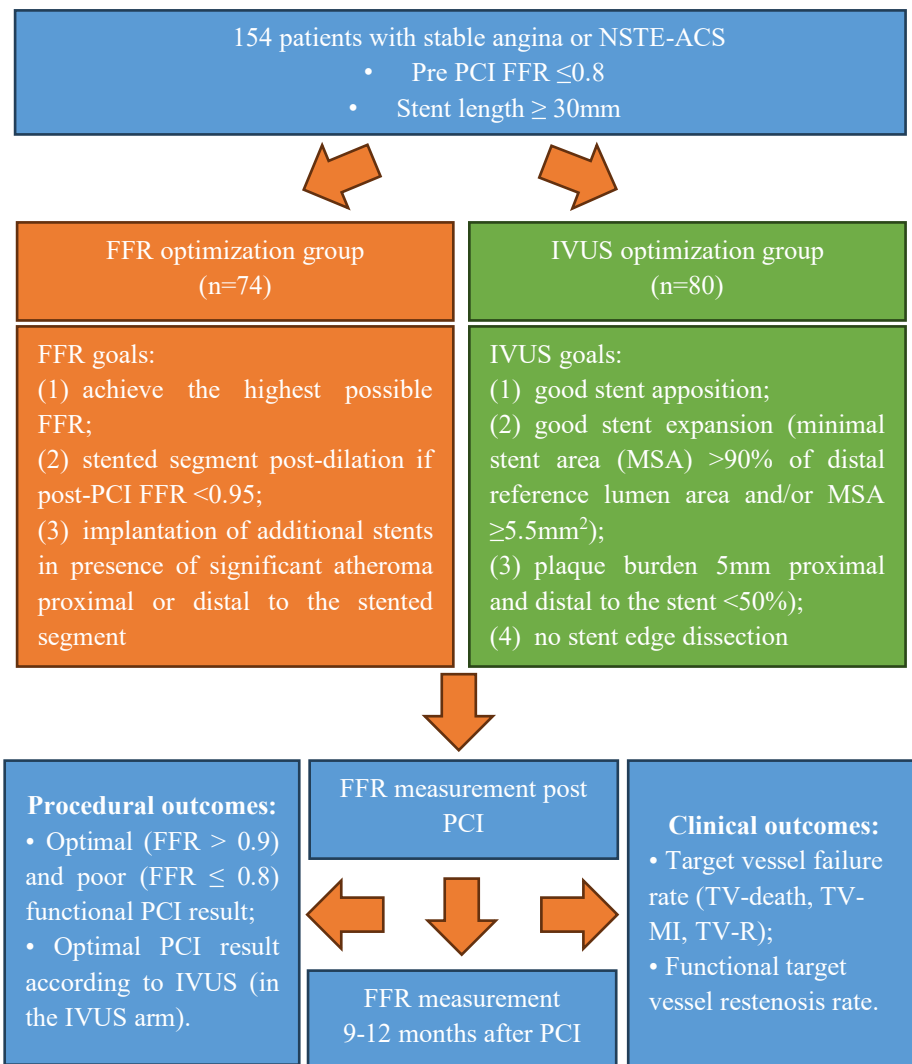 154 patients with stable angina or NSTE-ACS
• Pre PCI FFR ≤0.8
• Stent length ≥ 30mm
FFR optimization group
(n=74)
IVUS optimization group
(n=80)
FFR goals:
(1) achieve the highest possible
FFR;
(2) stented segment post-dilation if
post-PCI FFR <0.95;
(3) implantation of additional stents
in presence of significant atheroma
proximal or distal to the stented
segment
IVUS goals:
(1) good stent apposition;
(2) good stent expansion (minimal
stent area (MSA) >90% of distal
reference lumen area and/or MSA
≥5.5mm²);
(3) plaque burden 5mm proximal
and distal to the stent <50%);
(4) no stent edge dissection
Procedural outcomes:
• Optimal (FFR > 0.9)
and poor (FFR ≤ 0.8)
functional PCI result;
• Optimal PCI result
according to IVUS (in
the IVUS arm).
FFR measurement post
PCI
FFR measurement
9-12 months after PCI
Clinical outcomes:
• Target vessel failure
rate (TV-death, TV-
MI, TV-R);
• Functional target
vessel restenosis rate.